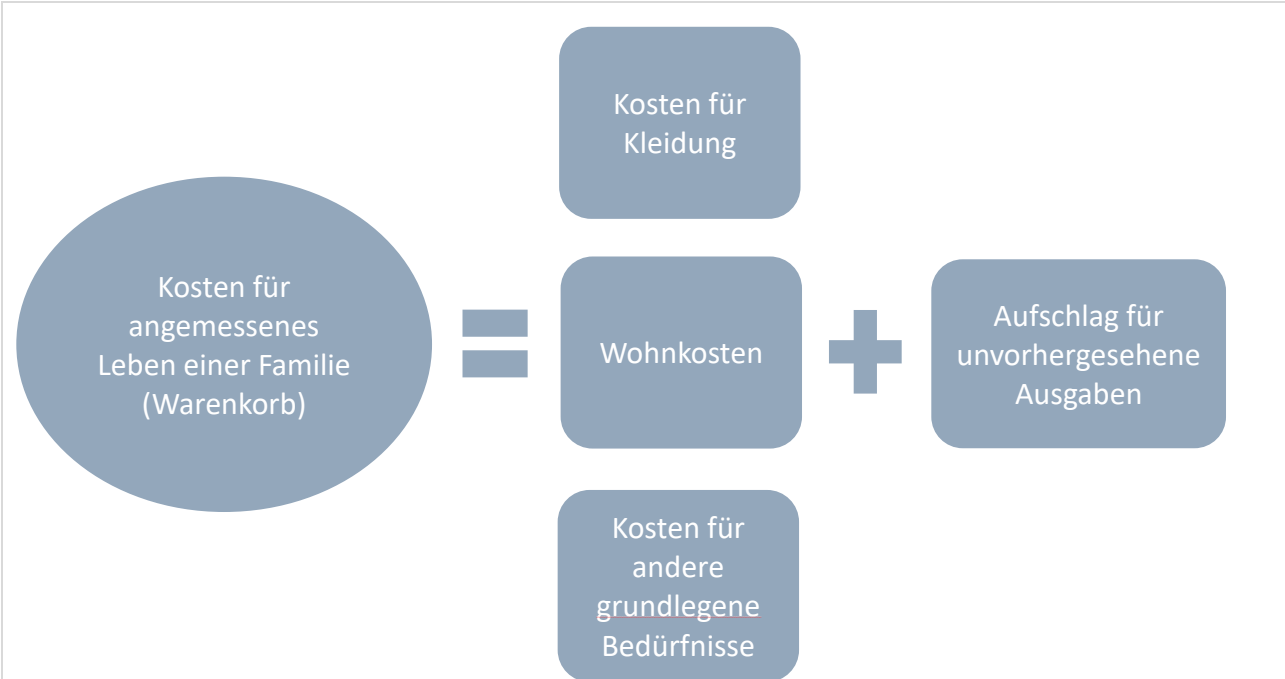 Kosten für
Kleidung
Kosten für
angemessenes
Leben einer Familie
(Warenkorb)
Wohnkosten
Aufschlag für
unvorhergesehene
Ausgaben
Kosten für
andere
grundlegene
Bedürfnisse